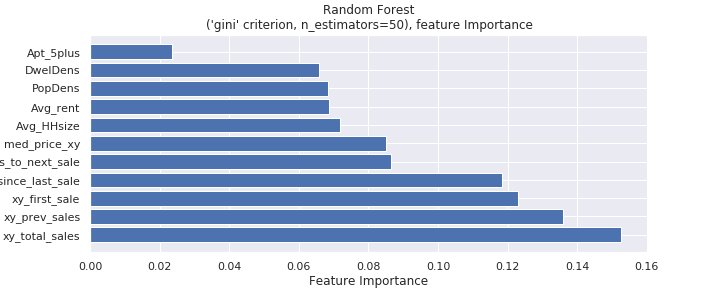 Random Forest
('gini' criterion, n_estimators=50), feature Importance
Apt_5plus
DwelDens
PopDens
Avg_rent
Avg_HHsize
med_price_xy
s_to_next_sale
since_last_sale
xy_first_sale
xy_prev_sales
xy_total_sales
0.00 0.02 0.04 0.06 0.08 0.10 0.12 0.14 0.16
Feature Importance